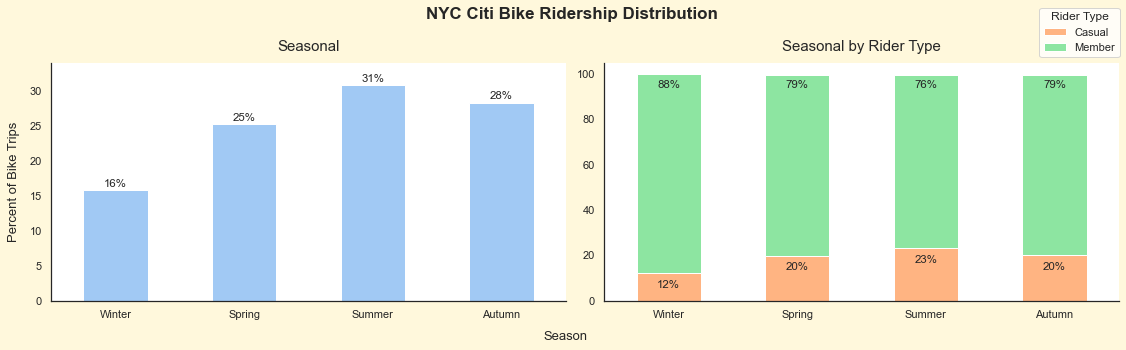 NYC Citi Bike Ridership Distribution
Rider Type
Casual
Member
Seasonal
Percent of Bike Trips
30
25
20
15
10
5
0
16%
25%
31%
28%
Winter
Spring
Summer
Autumn
Seasonal by Rider Type
100
80
60
40
20
0
88%
79%
76%
79%
12%
20%
23%
20%
Winter
Spring
Summer
Autumn
Season